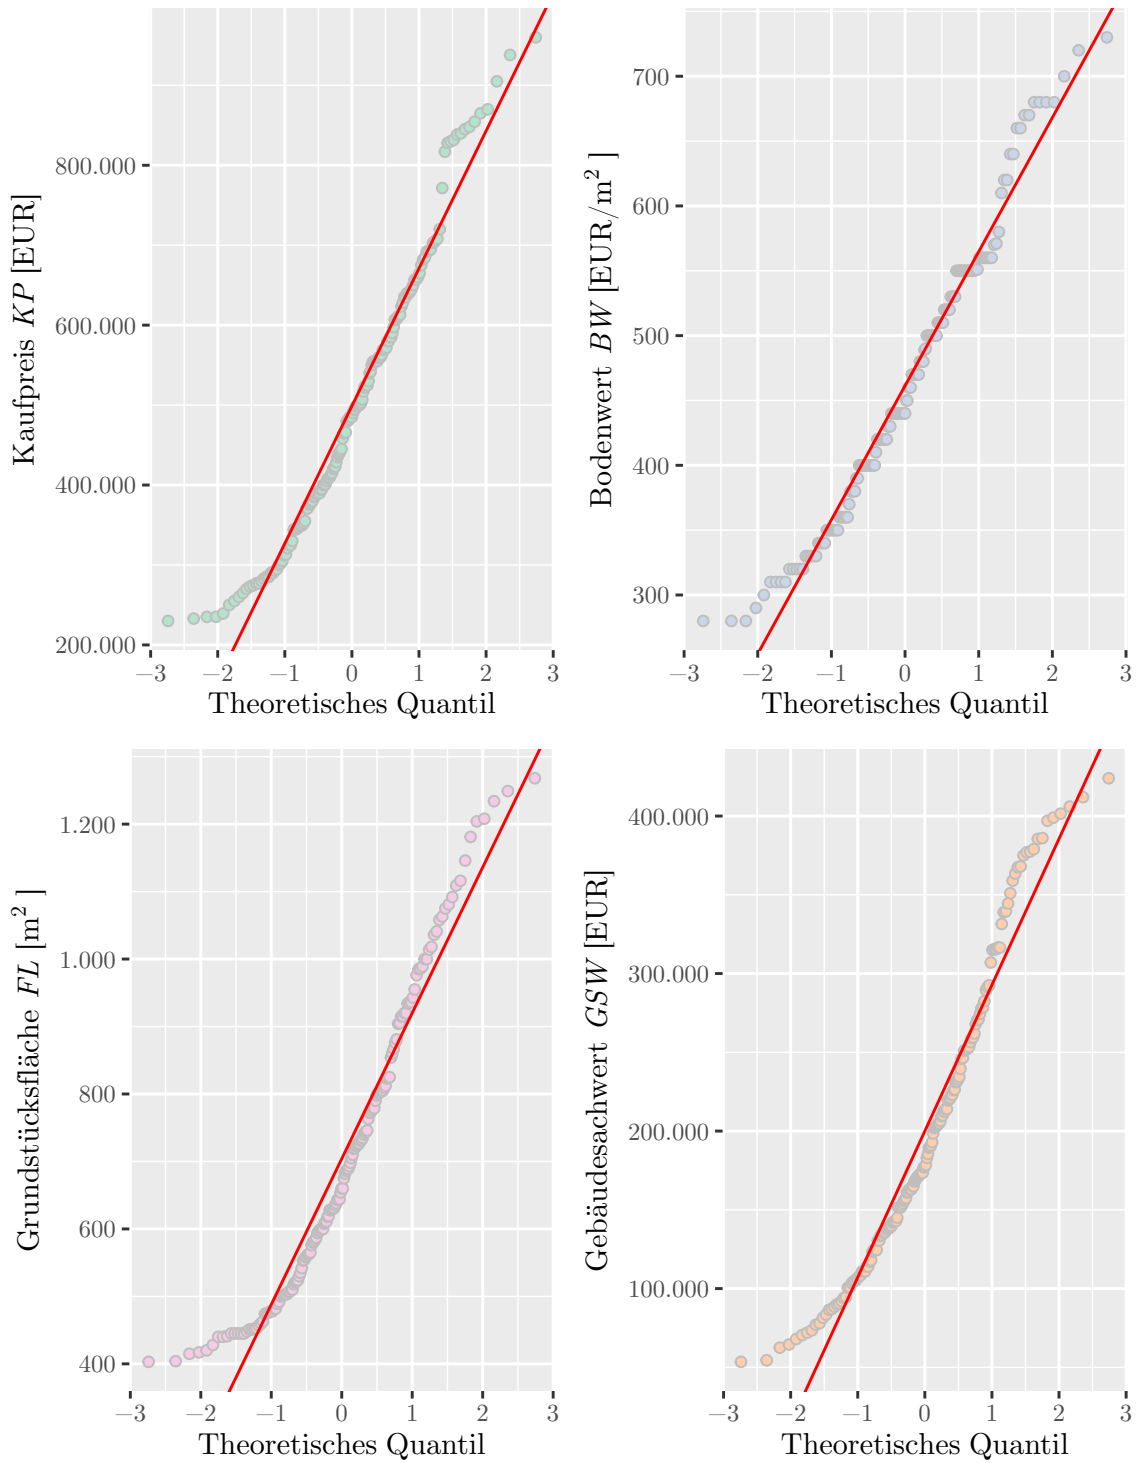 Kaufpreis KP [EUR]
800.000
600.000
400.000
200.000
−3 −2 −1 0 1 2 3
Theoretisches Quantil
Bodenwert BW [EUR/m²]
700
600
500
400
300
−3 −2 −1 0 1 2 3
Theoretisches Quantil
Grundstücksfläche FL [m²]
1.200
1.000
800
600
400
−3 −2 −1 0 1 2 3
Theoretisches Quantil
Gebäudesachwert GSW [EUR]
400.000
300.000
200.000
100.000
−3 −2 −1 0 1 2 3
Theoretisches Quantil